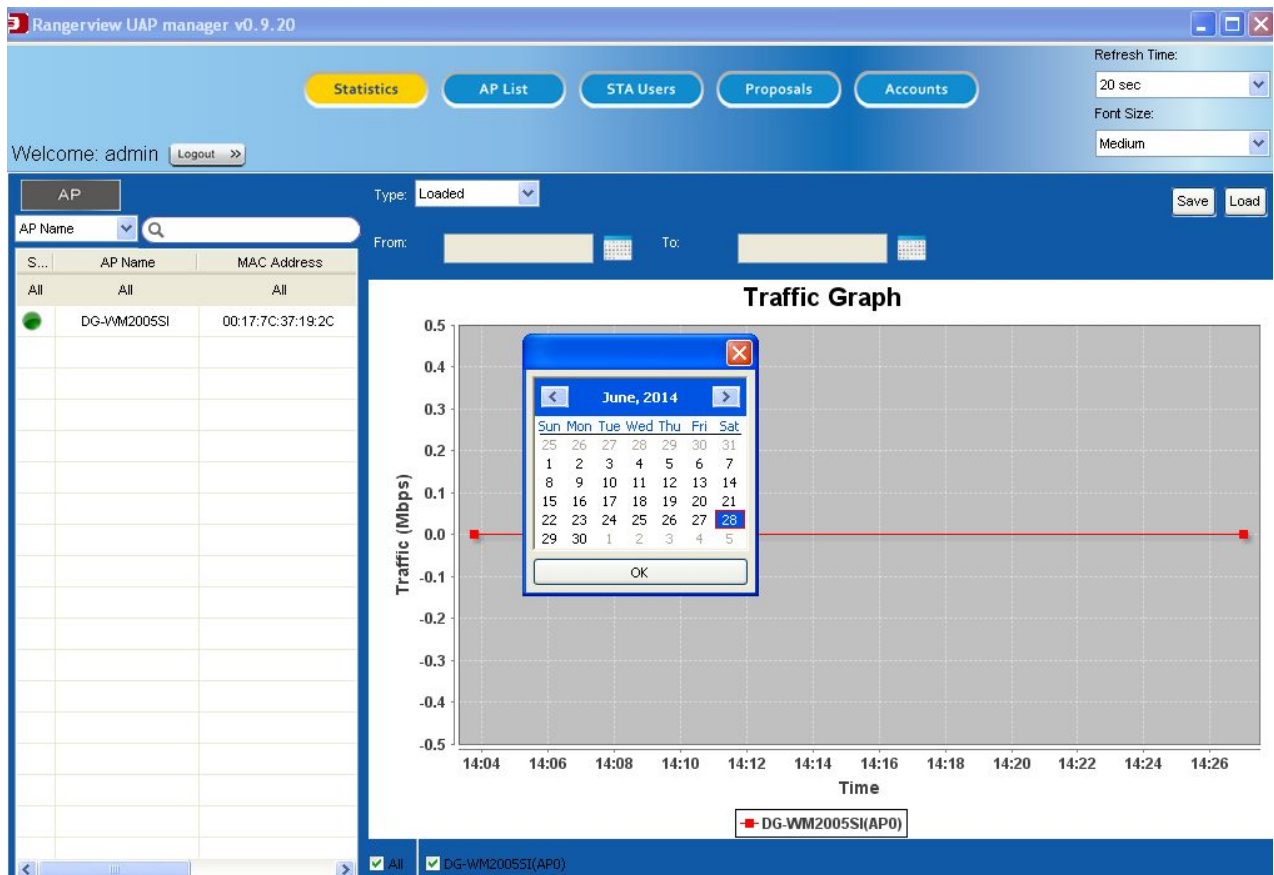 Rangerview UAP manager v0.9.20
Refresh Time:
Statistics AP List STA Users Proposals Accounts
20 sec
Font Size:
Medium
Welcome: admin Logout >>
AP
Type: Loaded
Save Load
AP Name
From: To:
S... AP Name MAC Address
All All All
DG-WM2005SI 00:17:7C:37:19:2C
Traffic Graph
0.5
0.4
0.3
0.2
0.1
0.0
-0.1
-0.2
-0.3
-0.4
-0.5
Traffic (Mbps)
June, 2014
Sun Mon Tue Wed Thu Fri Sat
25 26 27 28 29 30 31
1 2 3 4 5 6 7
8 9 10 11 12 13 14
15 16 17 18 19 20 21
22 23 24 25 26 27 28
29 30 1 2 3 4 5
OK
14:04 14:06 14:08 14:10 14:12 14:14 14:16 14:18 14:20 14:22 14:24 14:26
Time
DG-WM2005SI(AP0)
All DG-WM2005SI(AP0)